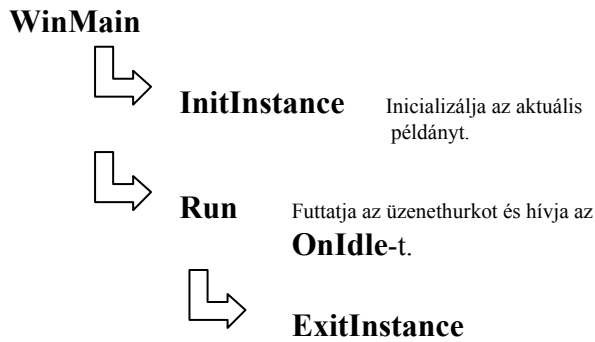 WinMain
InitInstance Inicializálja az aktuális
példányt.
Run Futtatja az üzenethurkot és hívja az
OnIdle-t.
ExitInstance